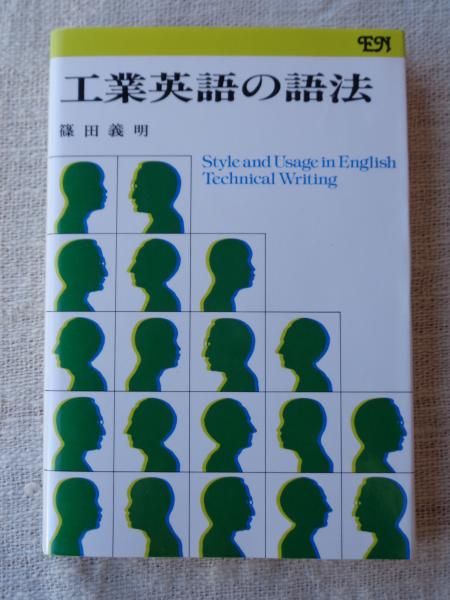 EN
工業英語の語法
篠田義明
Style and Usage in English
Technical Writing